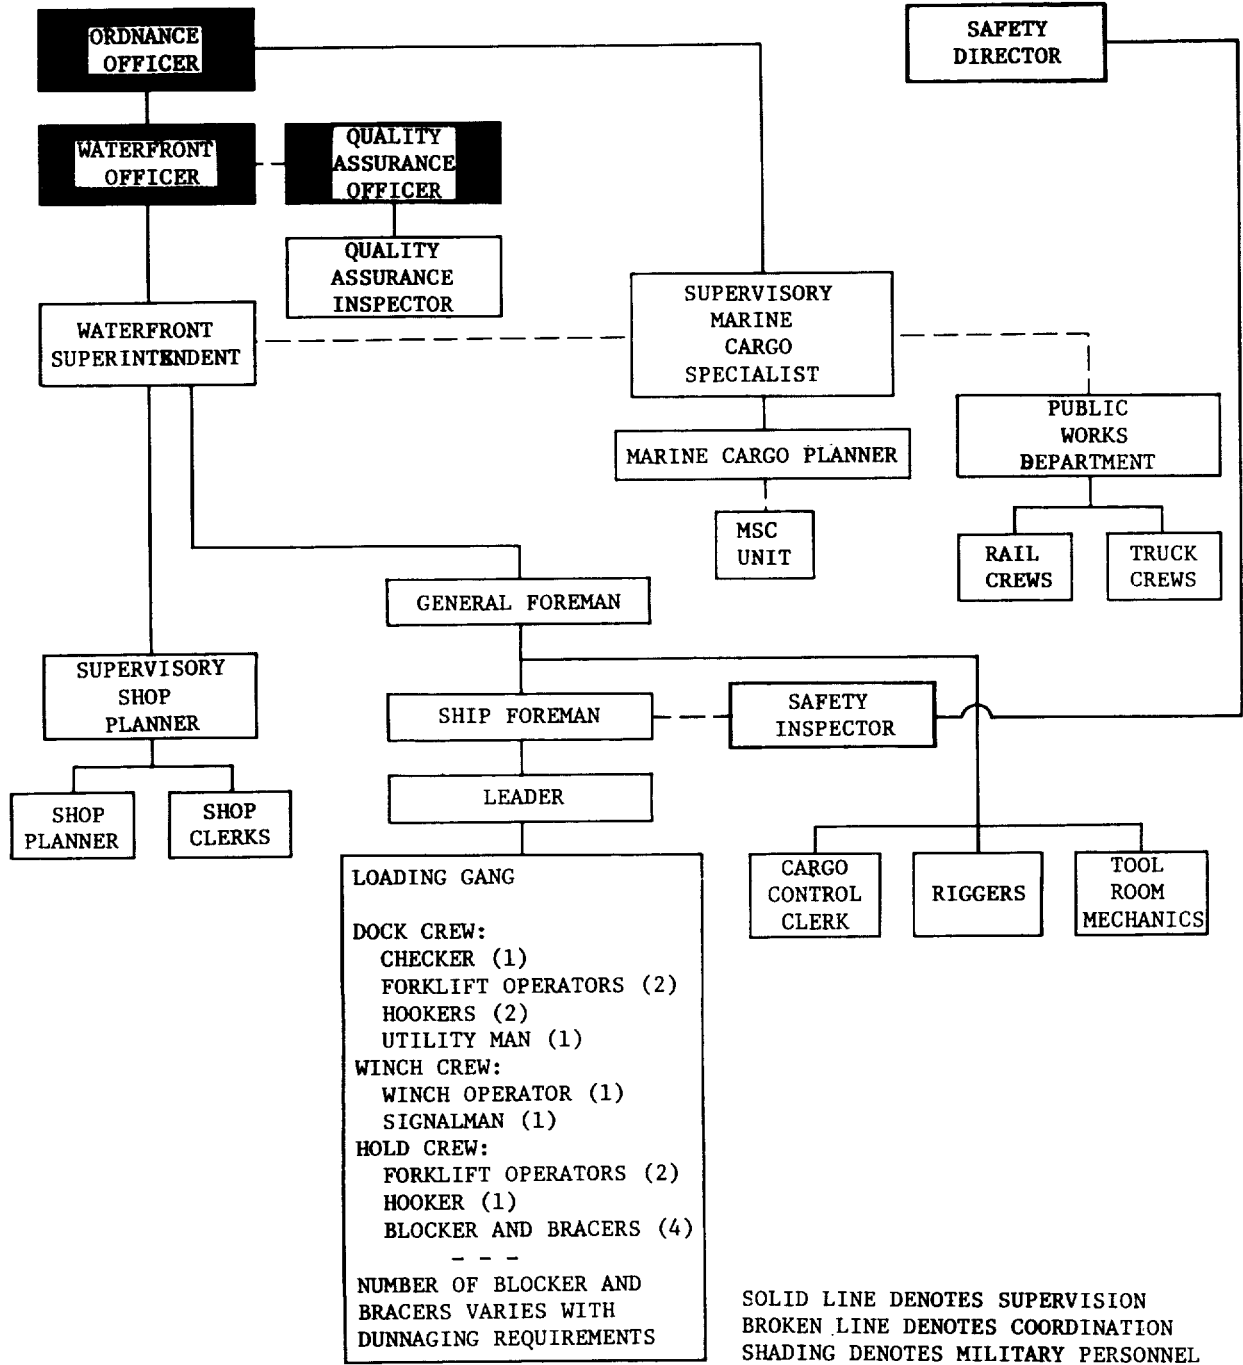 ORDNANCE
OFFICER
SAFETY
DIRECTOR
WATERFRONT
OFFICER
QUALITY
ASSURANCE
OFFICER
QUALITY
ASSURANCE
INSPECTOR
WATERFRONT
SUPERINTENDENT
SUPERVISORY
MARINE
CARGO
SPECIALIST
MARINE CARGO PLANNER
MSC
UNIT
PUBLIC
WORKS
DEPARTMENT
RAIL
CREWS
TRUCK
CREWS
GENERAL FOREMAN
SUPERVISORY
SHOP
PLANNER
SHIP FOREMAN
SAFETY
INSPECTOR
SHOP
PLANNER
SHOP
CLERKS
LEADER
CARGO
CONTROL
CLERK
RIGGERS
TOOL
ROOM
MECHANICS
LOADING GANG
DOCK CREW:
CHECKER (1)
FORKLIFT OPERATORS (2)
HOOKERS (2)
UTILITY MAN (1)
WINCH CREW:
WINCH OPERATOR (1)
SIGNALMAN (1)
HOLD CREW:
FORKLIFT OPERATORS (2)
HOOKER (1)
BLOCKER AND BRACERS (4)
- - -
NUMBER OF BLOCKER AND
BRACERS VARIES WITH
DUNNAGING REQUIREMENTS
SOLID LINE DENOTES SUPERVISION
BROKEN LINE DENOTES COORDINATION
SHADING DENOTES MILITARY PERSONNEL